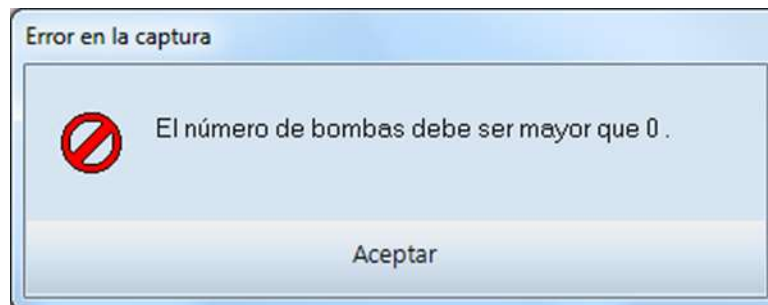 Error en la captura
El número de bombas debe ser mayor que 0 .
Aceptar